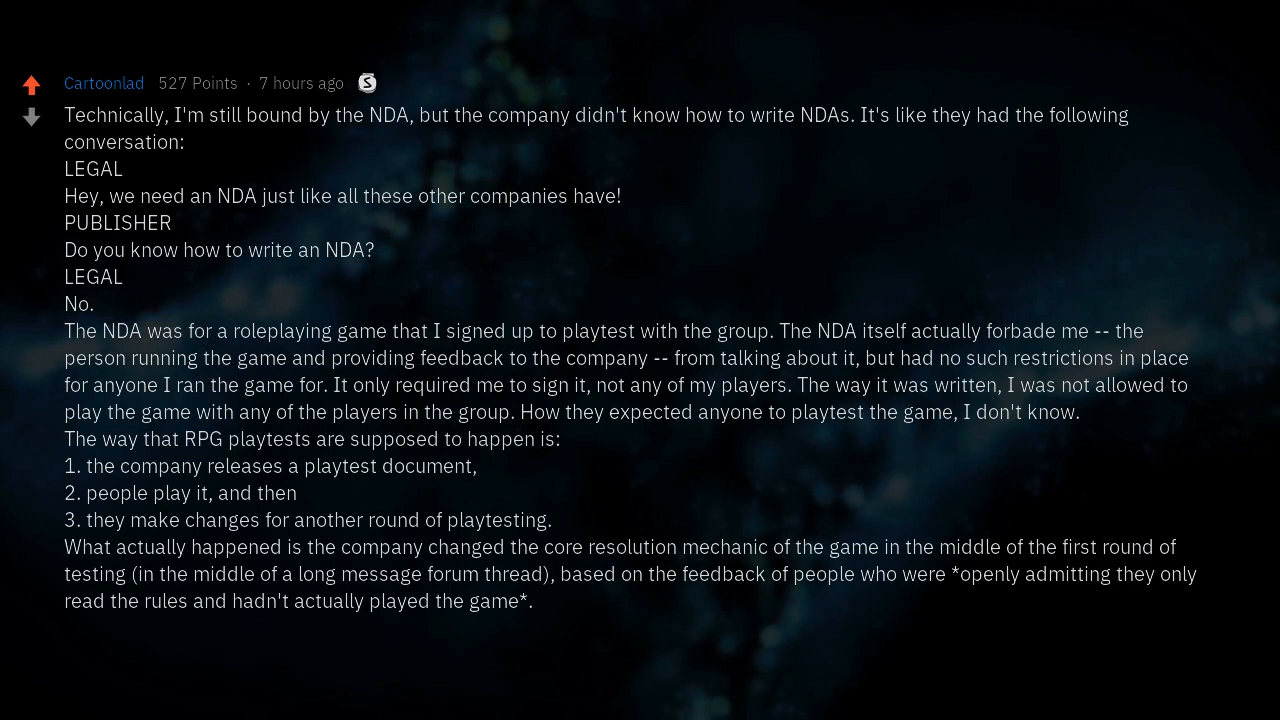 Cartoonlad 527 Points · 7 hours ago S
Technically, I'm still bound by the NDA, but the company didn't know how to write NDAs. It's like they had the following
conversation:
LEGAL
Hey, we need an NDA just like all these other companies have!
PUBLISHER
Do you know how to write an NDA?
LEGAL
No.
The NDA was for a roleplaying game that I signed up to playtest with the group. The NDA itself actually forbade me -- the
person running the game and providing feedback to the company -- from talking about it, but had no such restrictions in place
for anyone I ran the game for. It only required me to sign it, not any of my players. The way it was written, I was not allowed to
play the game with any of the players in the group. How they expected anyone to playtest the game, I don't know.
The way that RPG playtests are supposed to happen is:
1. the company releases a playtest document,
2. people play it, and then
3. they make changes for another round of playtesting.
What actually happened is the company changed the core resolution mechanic of the game in the middle of the first round of
testing (in the middle of a long message forum thread), based on the feedback of people who were *openly admitting they only
read the rules and hadn't actually played the game*.